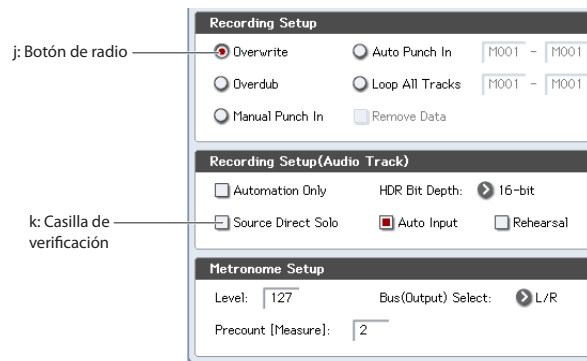 Recording Setup
j: Botón de radio
Overwrite Auto Punch In M001 - M001
Overdub Loop All Tracks M001 - M001
Manual Punch In Remove Data
Recording Setup(Audio Track)
Automation Only HDR Bit Depth: 16-bit
k: Casilla de
verificación
Source Direct Solo Auto Input Rehearsal
Metronome Setup
Level: 127 Bus(Output) Select: L/R
Precount [Measure]: 2